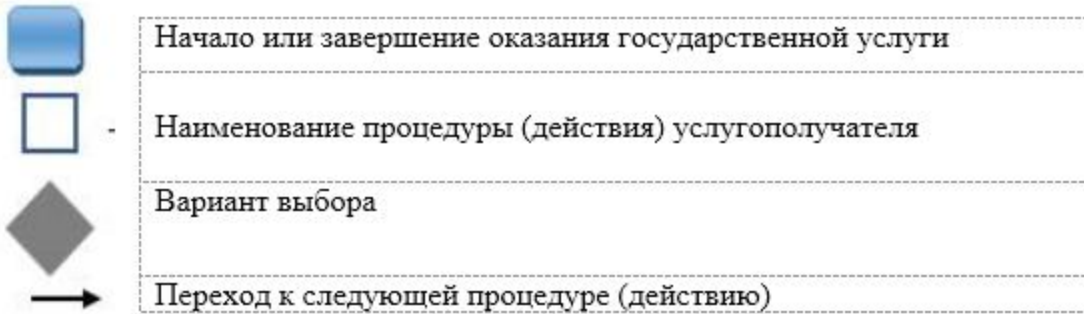 Начало или завершение оказания государственной услуги
- Наименование процедуры (действия) услугополучателя
Вариант выбора
Переход к следующей процедуре (действию)